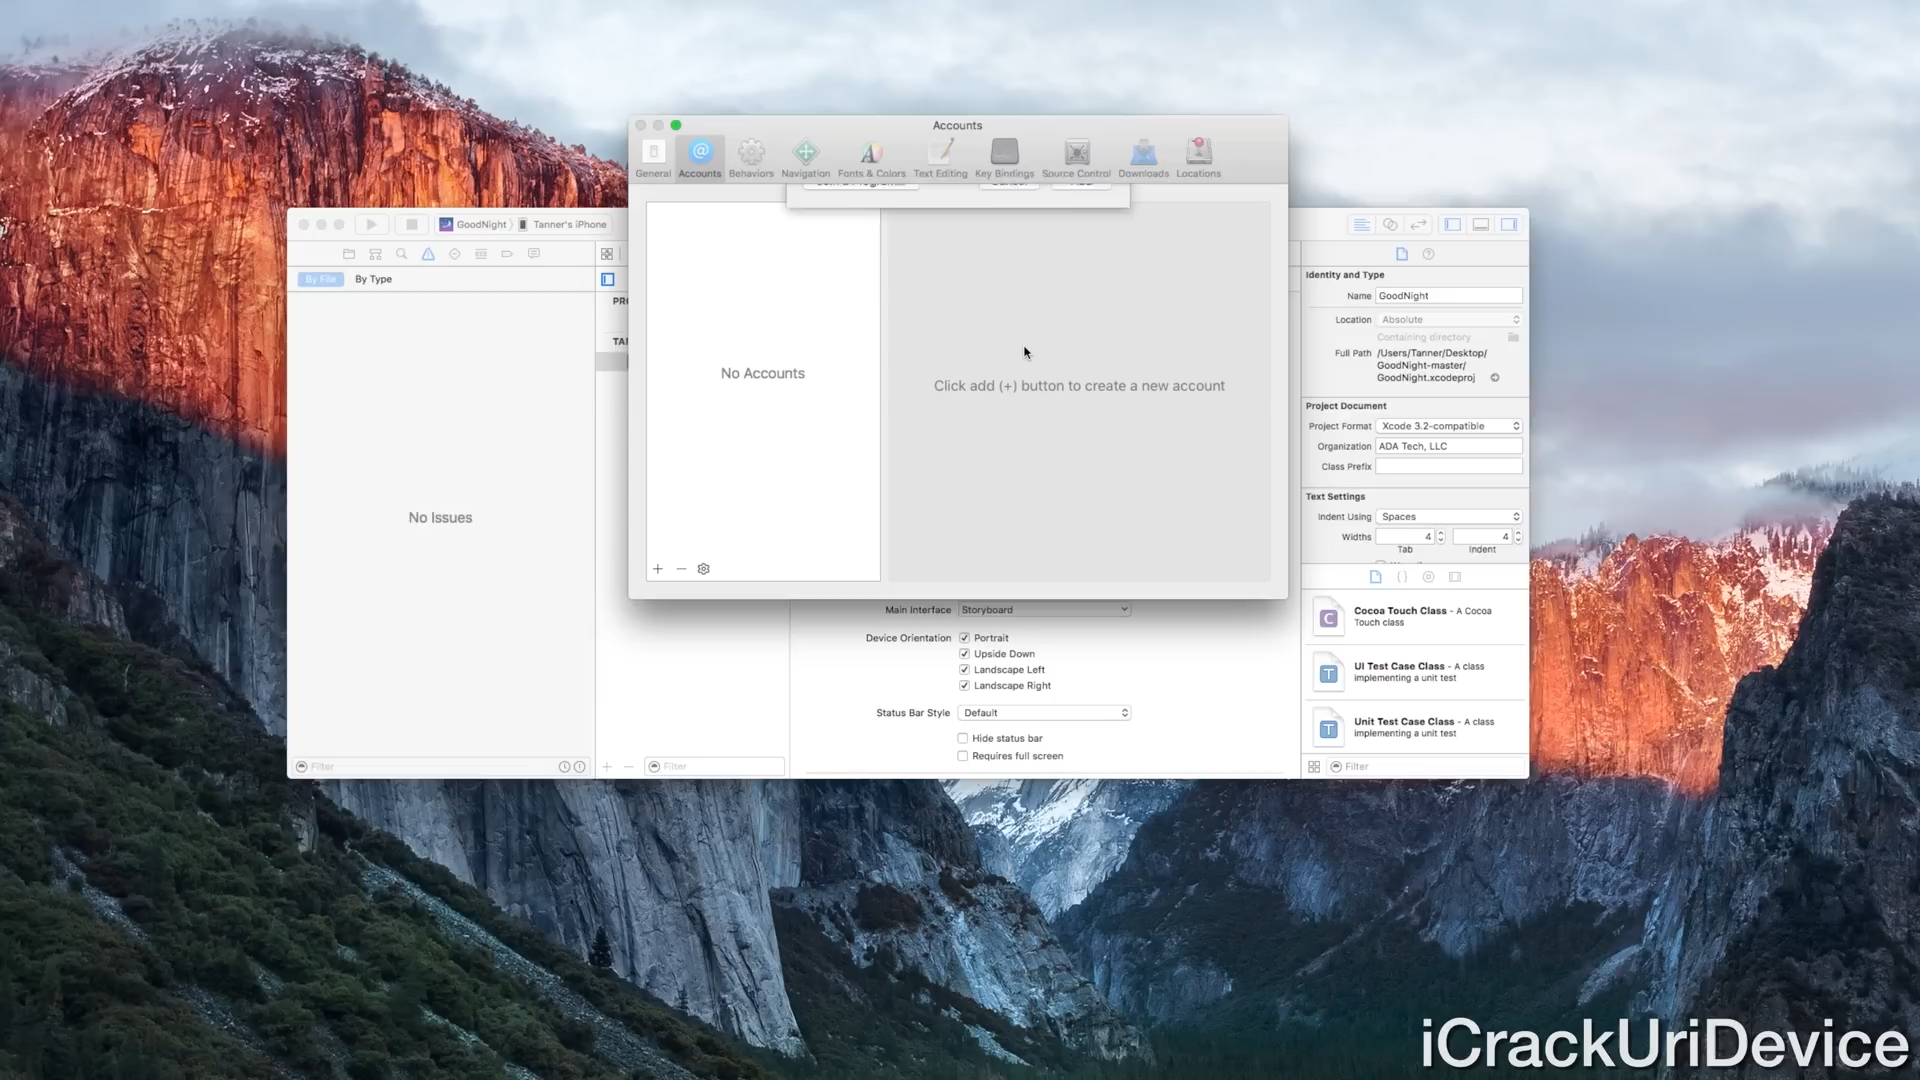 Accounts
General
Accounts
Behaviors
Navigation
Fonts & Colors
Text Editing
Key Bindings
Source Control
Downloads
Locations
GoodNight
Tanner's iPhone
By File
By Type
No Issues
Filter
No Accounts
Click add (+) button to create a new account
Main Interface
Storyboard
Device Orientation
Portrait
Upside Down
Landscape Left
Landscape Right
Status Bar Style
Default
Hide status bar
Requires full screen
Filter
Identity and Type
Name
GoodNight
Location
Absolute
Containing directory
Full Path
/Users/Tanner/Desktop/
GoodNight-master/
GoodNight.xcodeproj
Project Document
Project Format
Xcode 3.2-compatible
Organization
ADA Tech, LLC
Class Prefix
Text Settings
Indent Using
Spaces
Widths
4
4
Tab
Indent
Cocoa Touch Class - A Cocoa
Touch class
UI Test Case Class - A class
implementing a unit test
Unit Test Case Class - A class
implementing a unit test
Filter
iCrackUriDevice